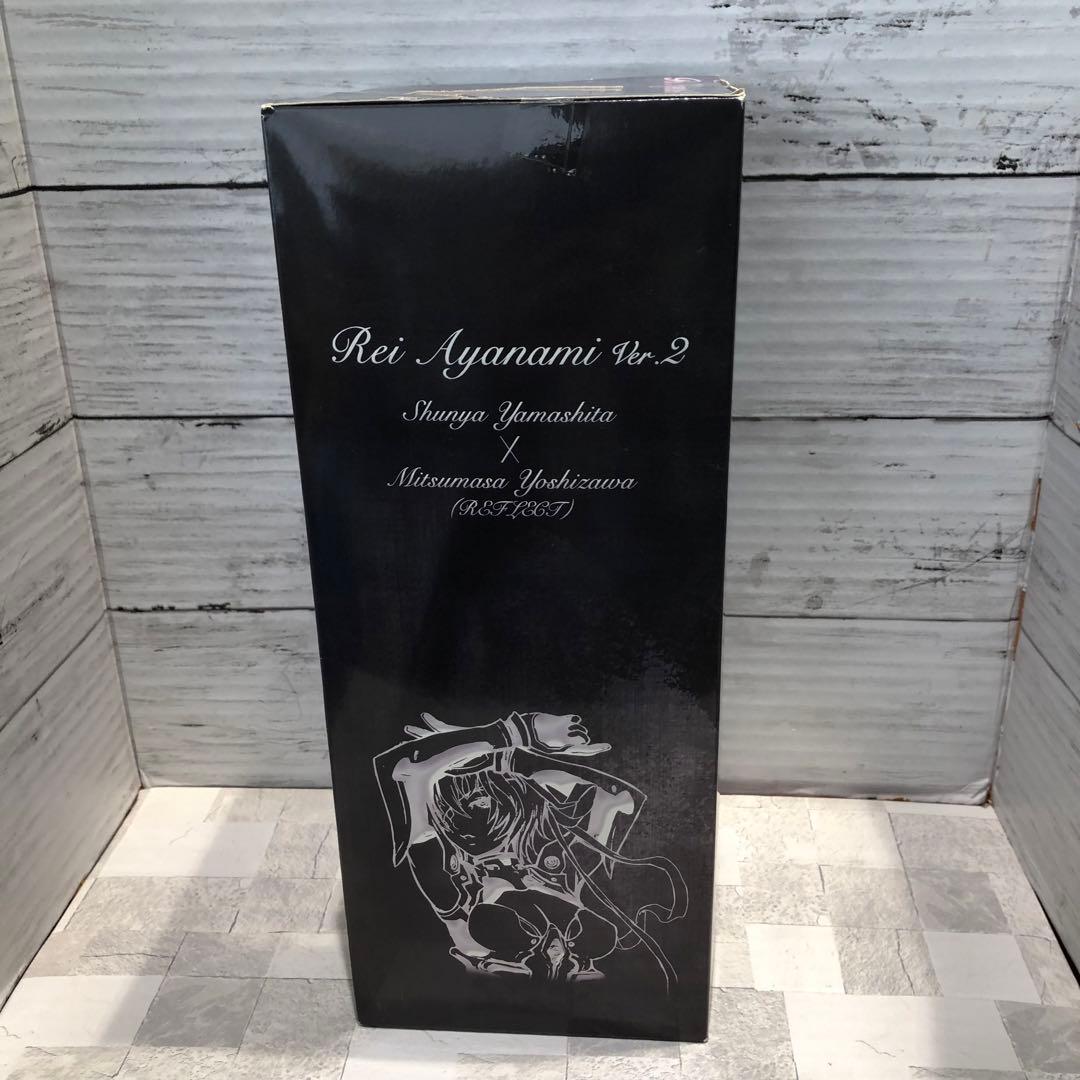 Rei Ayanami Ver.2
Shunya Yamashita
X
Mitsumasa Yoshizawa
(REFLECT)